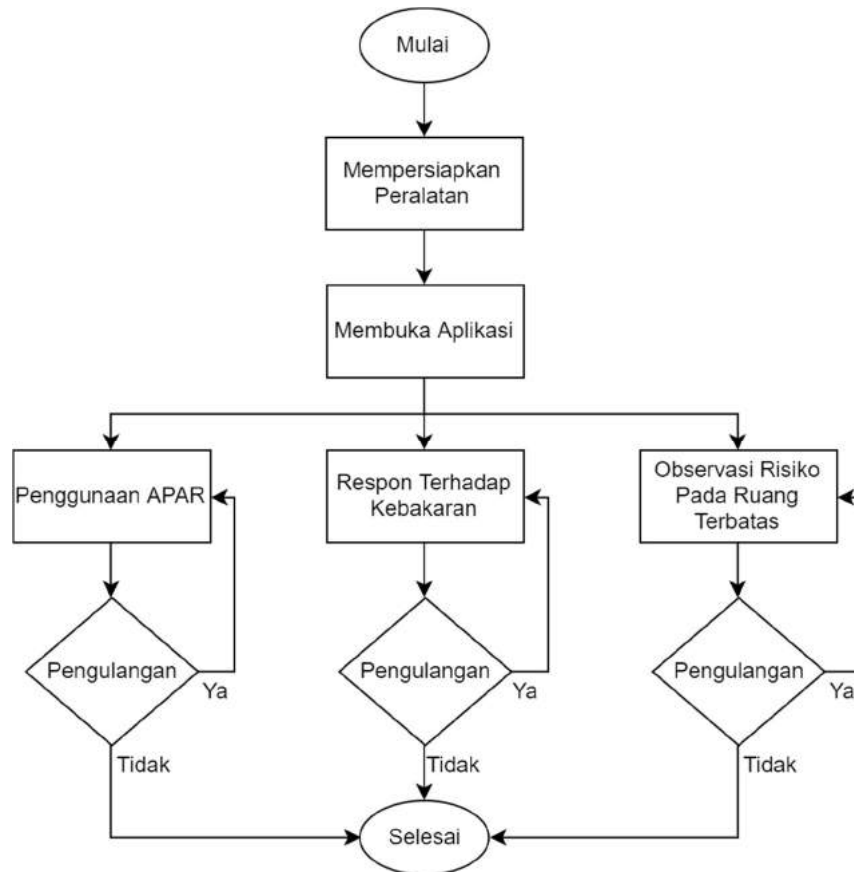 Mulai
Mempersiapkan
Peralatan
Membuka Aplikasi
Penggunaan APAR
Respon Terhadap
Kebakaran
Observasi Risiko
Pada Ruang
Terbatas
Pengulangan
Ya
Pengulangan
Ya
Pengulangan
Ya
Tidak
Tidak
Tidak
Selesai